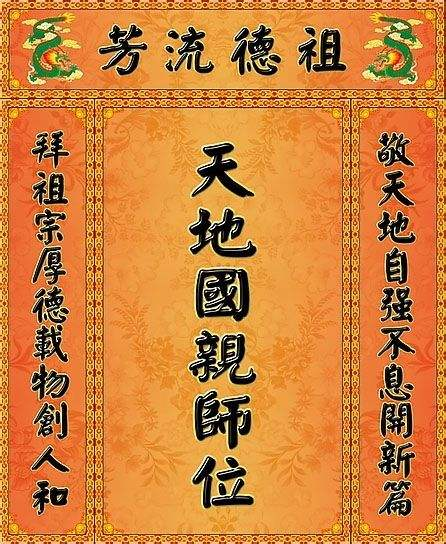 祖德流芳
敬天地自强不息開新篇
天地國親師位
拜祖宗厚德載物創人和